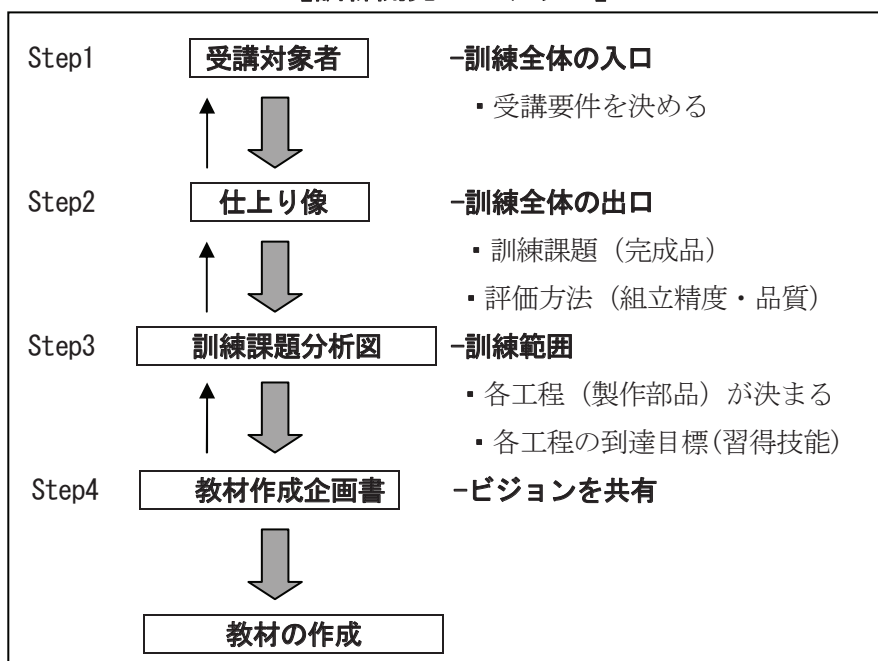 Step1 受講対象者 −訓練全体の入口
・受講要件を決める
Step2 仕上り像 −訓練全体の出口
・訓練課題（完成品）
・評価方法（組立精度・品質）
Step3 訓練課題分析図 −訓練範囲
・各工程（製作部品）が決まる
・各工程の到達目標(習得技能)
Step4 教材作成企画書 −ビジョンを共有
教材の作成